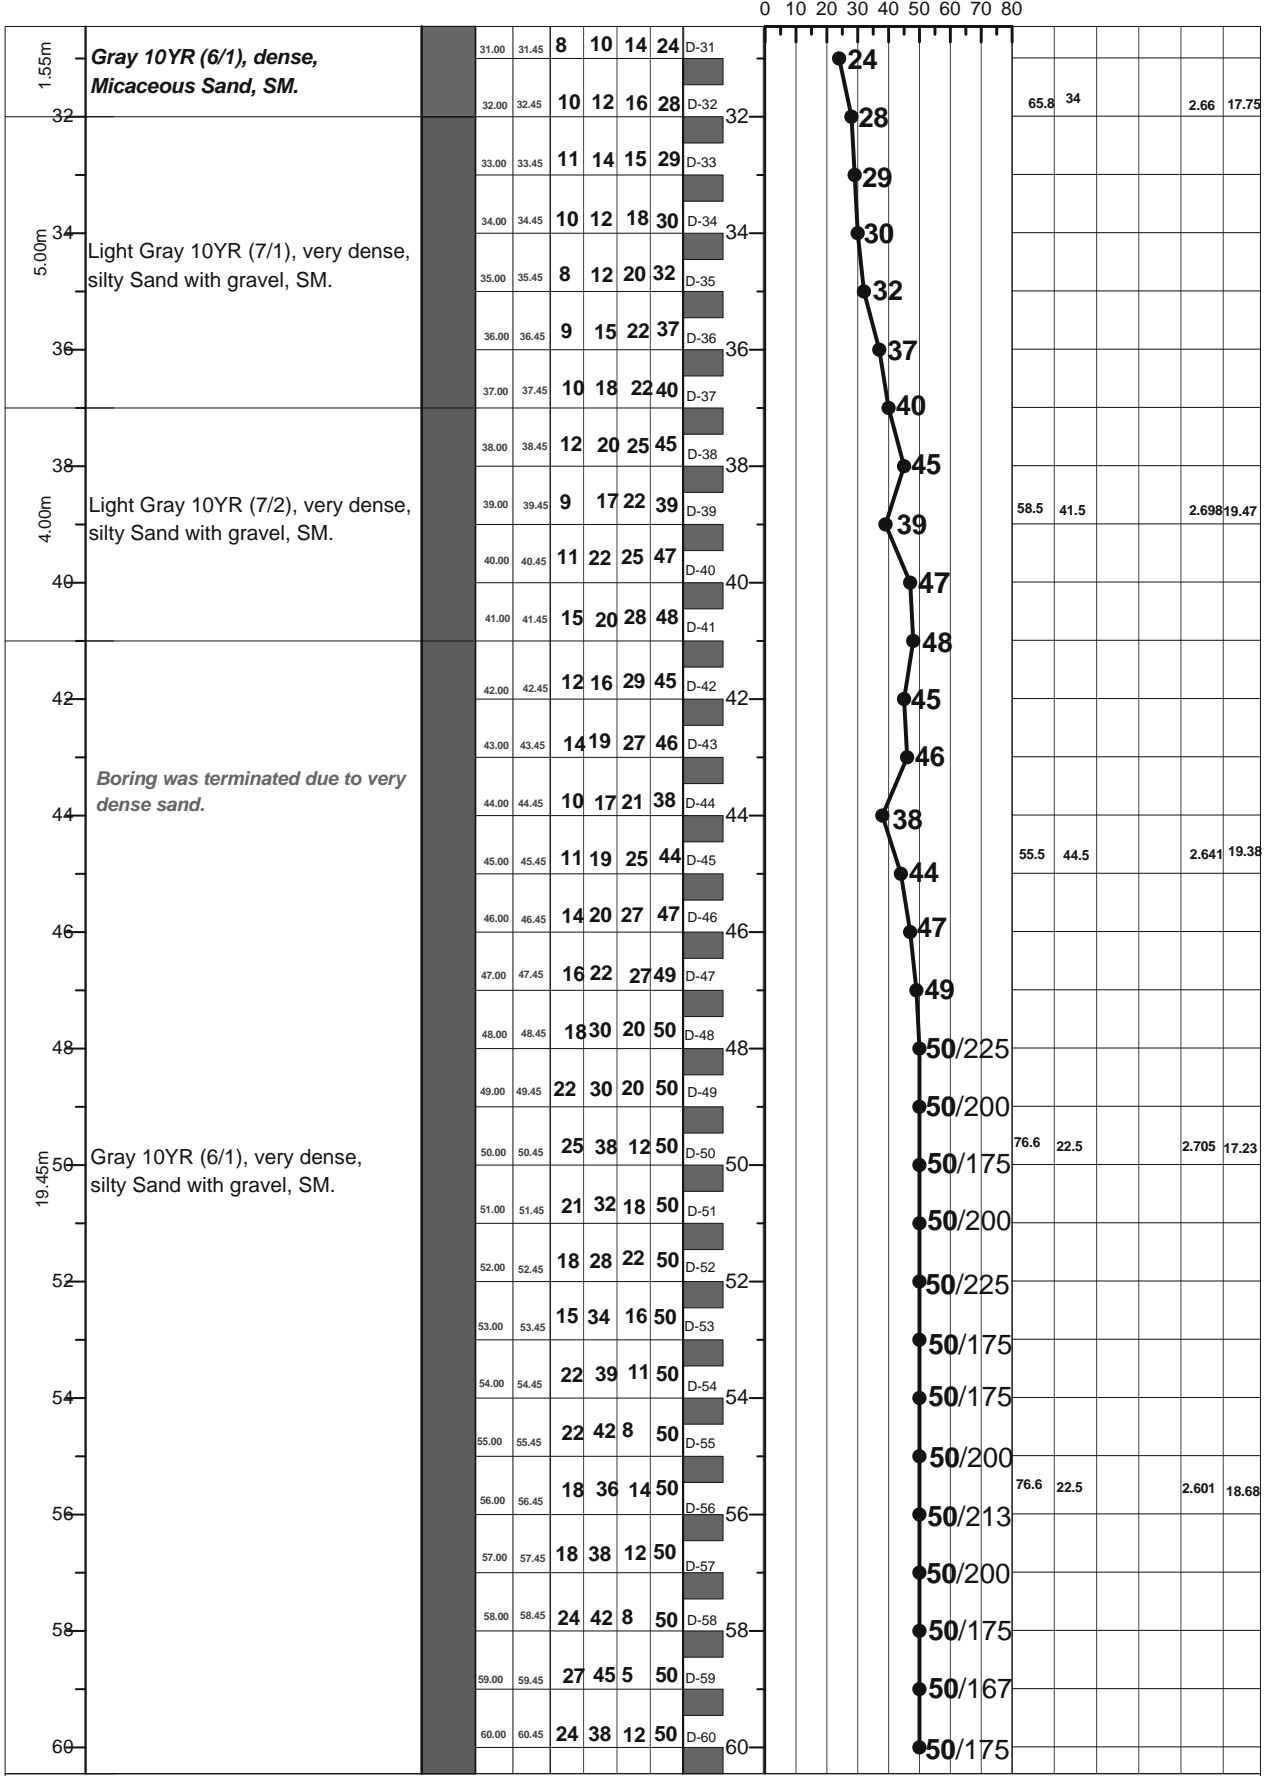 0 10 20 30 40 50 60 70 80
1.55m
Gray 10YR (6/1), dense,
Micaceous Sand, SM.
31.00 31.45 8 10 14 24 D-31 24
32.00 32.45 10 12 16 28 D-32 65.8 34 2.66 17.75
32 32 28
33.00 33.45 11 14 15 29 D-33 29
34.00 34.45 10 12 18 30 D-34
34 34 30
5.00m
Light Gray 10YR (7/1), very dense,
silty Sand with gravel, SM.
35.00 35.45 8 12 20 32 D-35 32
36.00 36.45 9 15 22 37 D-36
36 36 37
37.00 37.45 10 18 22 40 D-37 40
38.00 38.45 12 20 25 45 D-38
38 38 45
4.00m
Light Gray 10YR (7/2), very dense,
silty Sand with gravel, SM.
39.00 39.45 9 17 22 39 D-39 39 58.5 41.5 2.698 19.47
40.00 40.45 11 22 25 47 D-40
40 40 47
41.00 41.45 15 20 28 48 D-41 48
42.00 42.45 12 16 29 45 D-42
42 42 45
43.00 43.45 14 19 27 46 D-43 46
Boring was terminated due to very
dense sand.
44.00 44.45 10 17 21 38 D-44
44 44 38
45.00 45.45 11 19 25 44 D-45 44 55.5 44.5 2.641 19.38
46.00 46.45 14 20 27 47 D-46
46 46 47
47.00 47.45 16 22 27 49 D-47 49
48.00 48.45 18 30 20 50 D-48
48 48 50/225
49.00 49.45 22 30 20 50 D-49 50/200
50.00 50.45 25 38 12 50 D-50 76.6 22.5 2.705 17.23
50 50 50/175
19.45m
Gray 10YR (6/1), very dense,
silty Sand with gravel, SM.
51.00 51.45 21 32 18 50 D-51 50/200
52.00 52.45 18 28 22 50 D-52
52 52 50/225
53.00 53.45 15 34 16 50 D-53 50/175
54.00 54.45 22 39 11 50 D-54
54 54 50/175
55.00 55.45 22 42 8 50 D-55 50/200
56.00 56.45 18 36 14 50 D-56 76.6 22.5 2.601 18.68
56 56 50/213
57.00 57.45 18 38 12 50 D-57 50/200
58.00 58.45 24 42 8 50 D-58
58 58 50/175
59.00 59.45 27 45 5 50 D-59 50/167
60.00 60.45 24 38 12 50 D-60
60 60 50/175